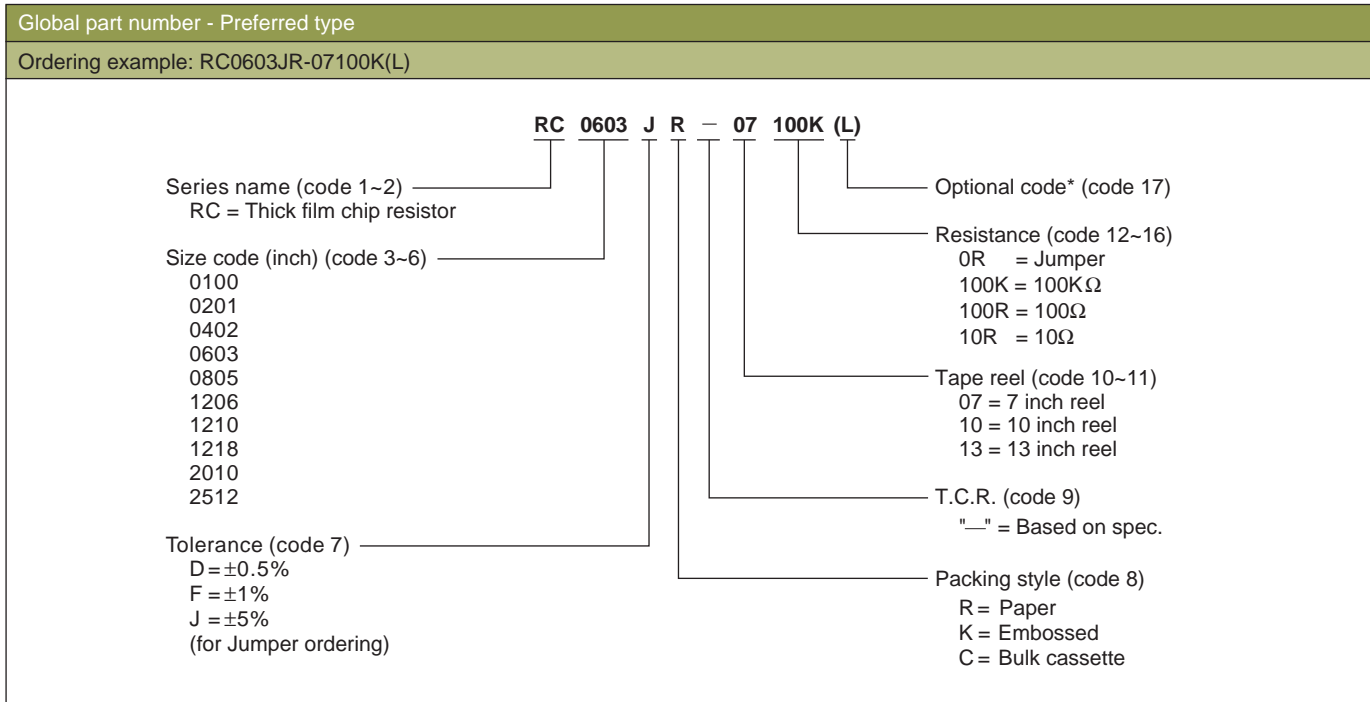 Global part number - Preferred type
Ordering example: RC0603JR-07100K(L)
RC 0603 J R — 07 100K (L)
Series name (code 1~2)
RC = Thick film chip resistor
Size code (inch) (code 3~6)
0100
0201
0402
0603
0805
1206
1210
1218
2010
2512
Tolerance (code 7)
D=±0.5%
F =±1%
J =±5%
(for Jumper ordering)
Optional code* (code 17)
Resistance (code 12~16)
0R = Jumper
100K = 100KΩ
100R = 100Ω
10R = 10Ω
Tape reel (code 10~11)
07 = 7 inch reel
10 = 10 inch reel
13 = 13 inch reel
T.C.R. (code 9)
"—" = Based on spec.
Packing style (code 8)
R= Paper
K = Embossed
C= Bulk cassette